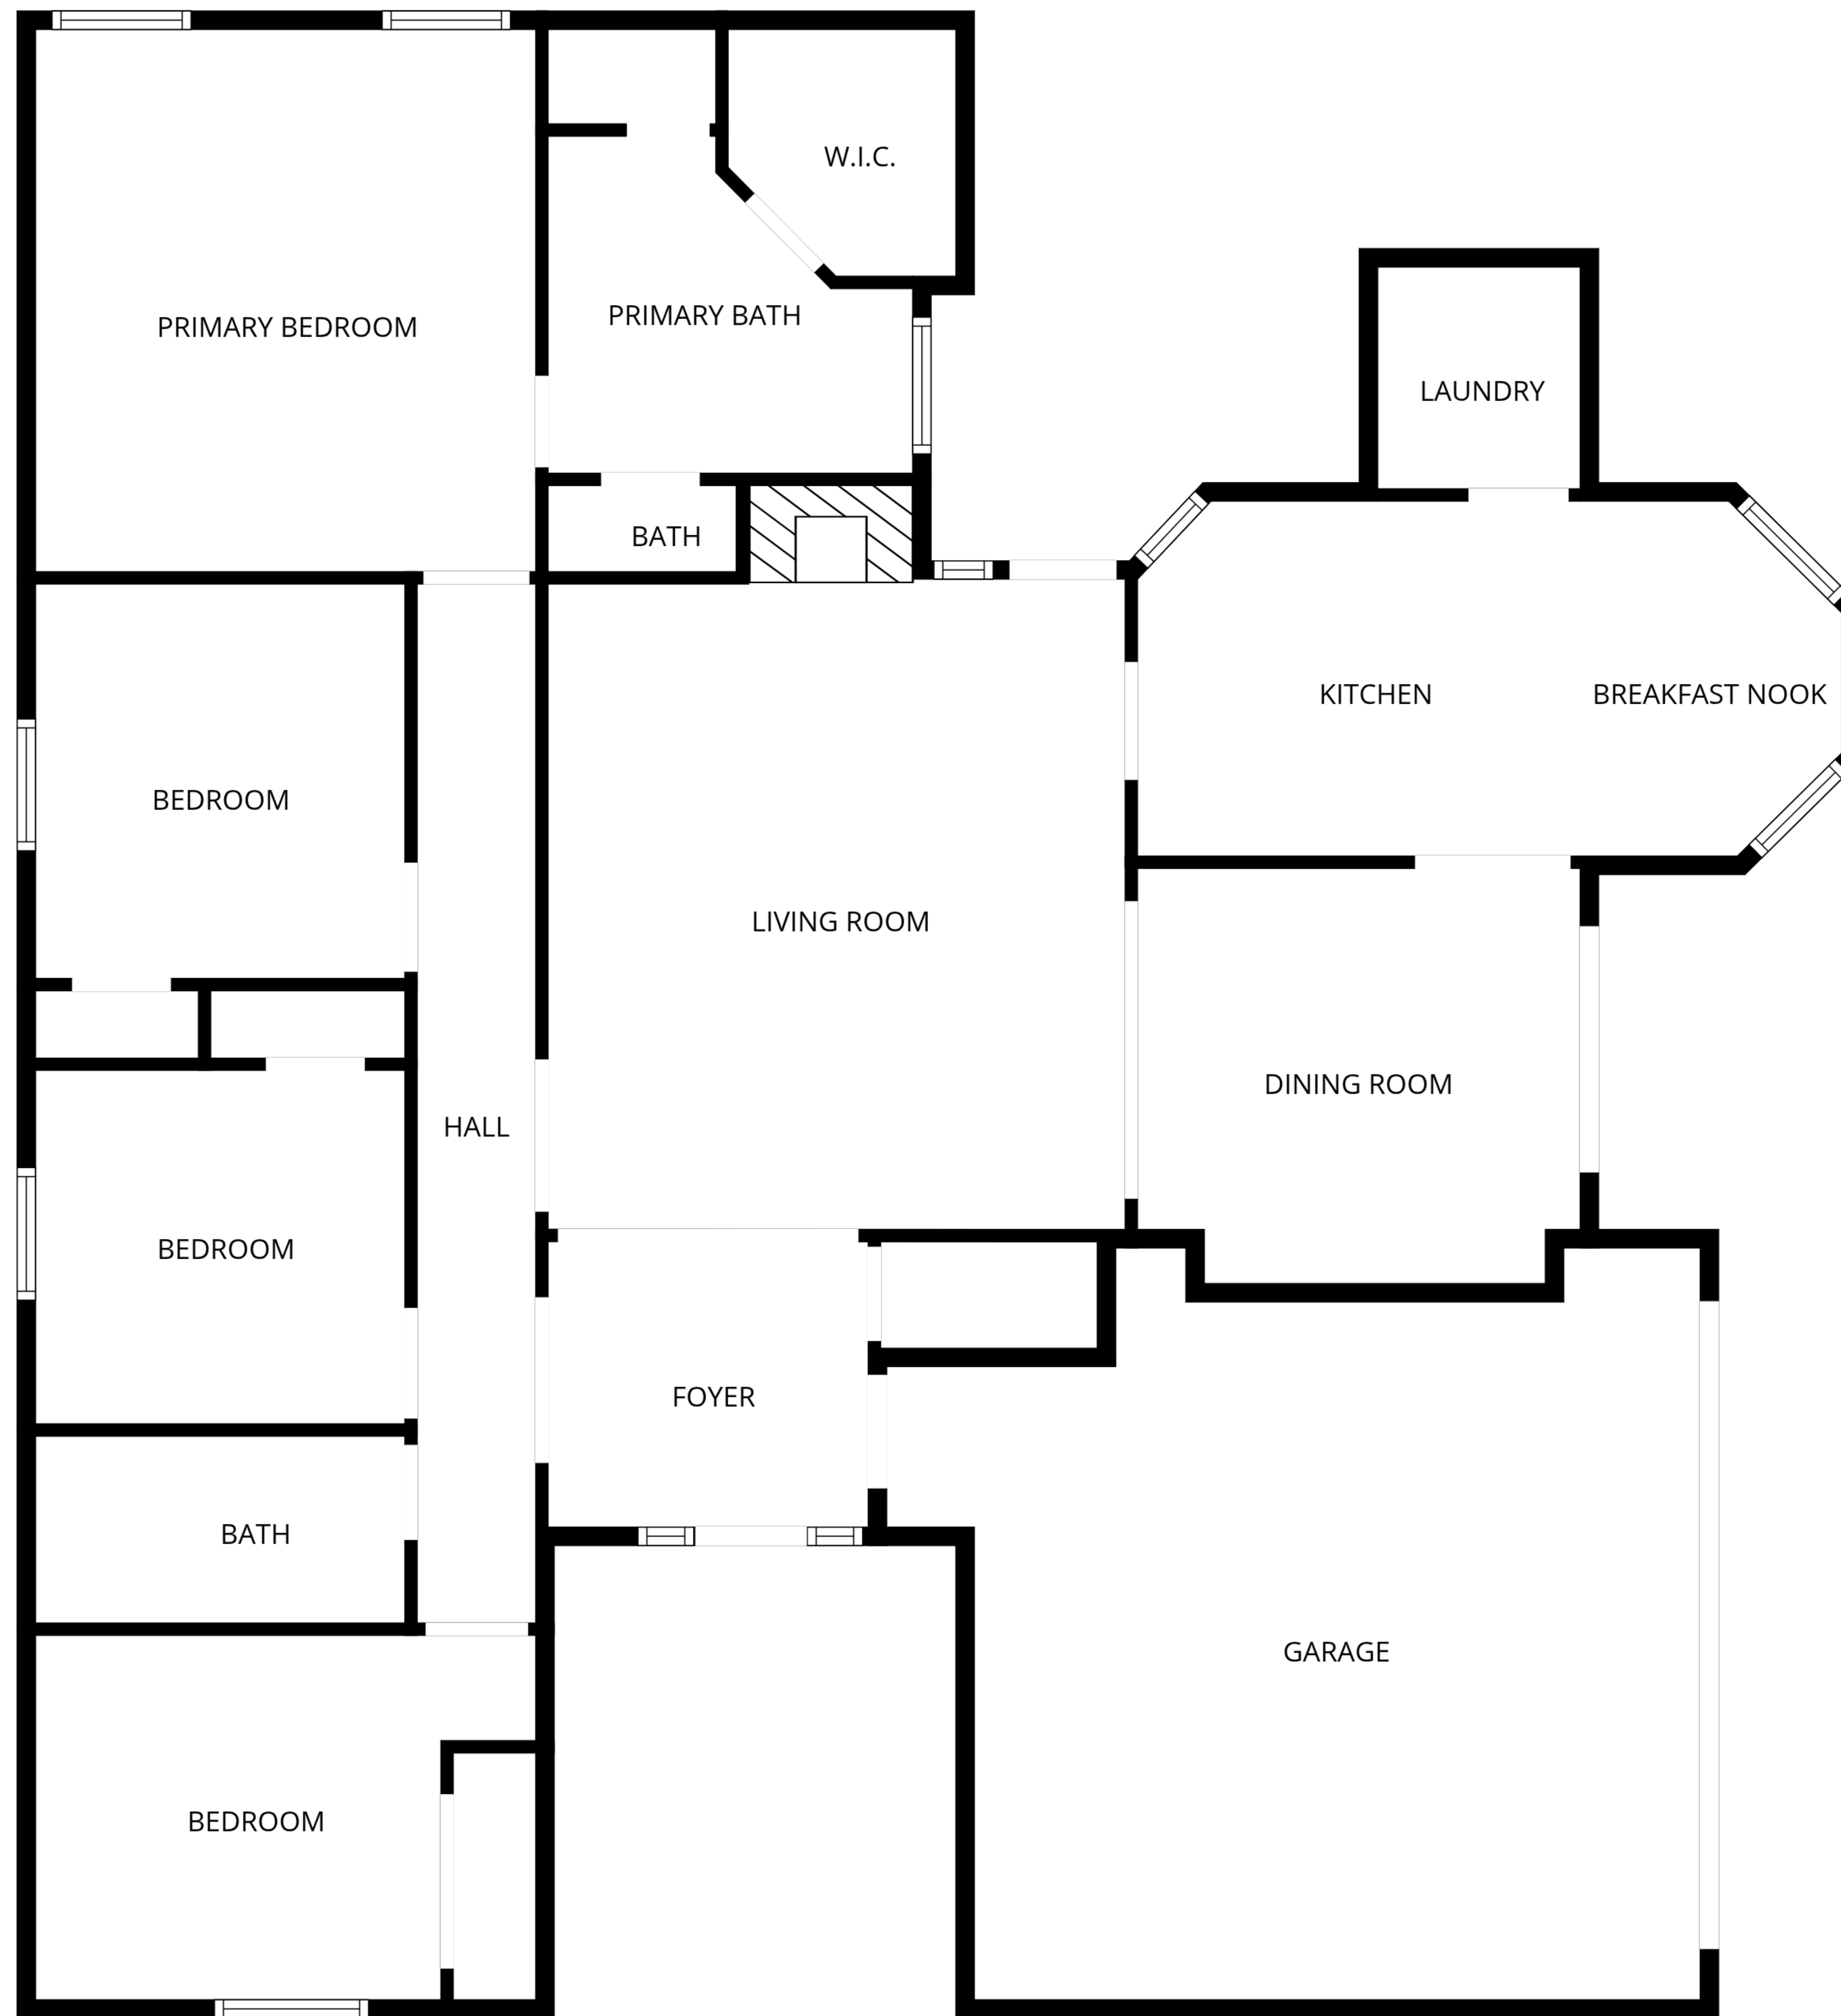 W.I.C.
PRIMARY BEDROOM
PRIMARY BATH
LAUNDRY
BATH
KITCHEN
BREAKFAST NOOK
BEDROOM
LIVING ROOM
DINING ROOM
HALL
BEDROOM
FOYER
BATH
GARAGE
BEDROOM